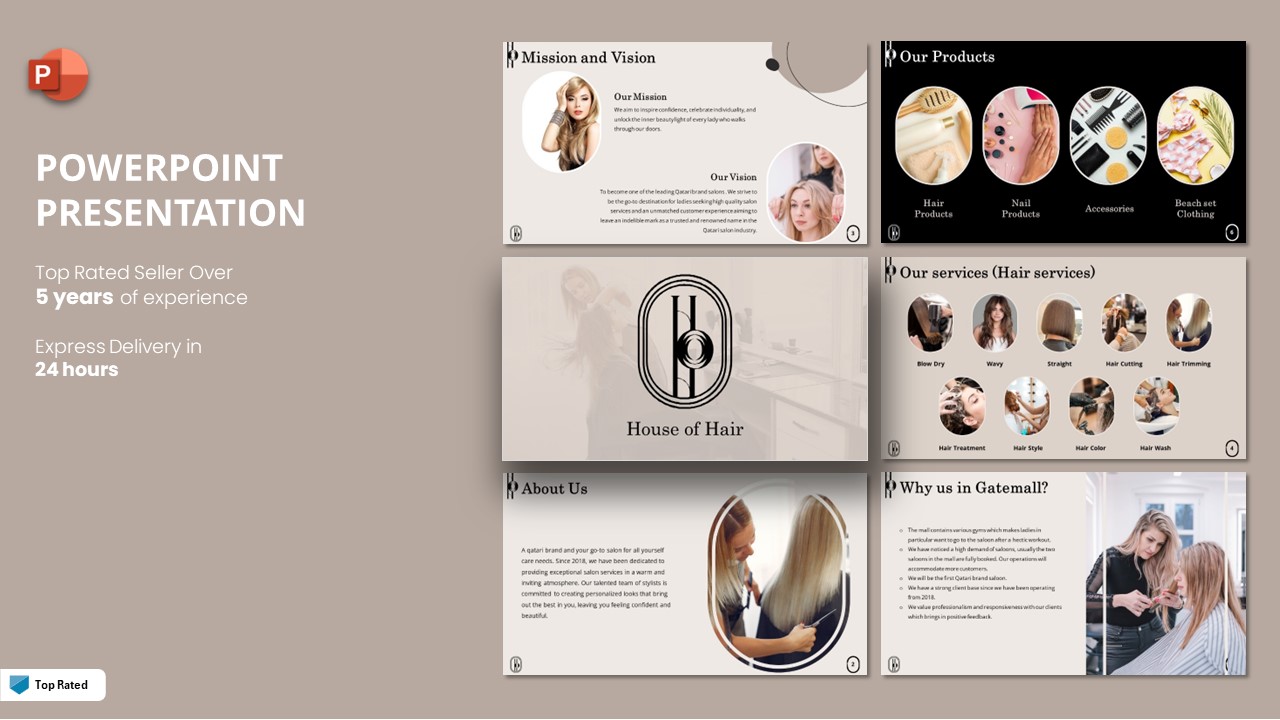 P
POWERPOINT
PRESENTATION
Top Rated Seller Over
5 years of experience
Express Delivery in
24 hours
Top Rated
Mission and Vision
Our Mission
We aim to inspire confidence, celebrate individuality, and
unlock the inner beauty light of every lady who walks
through our doors.
Our Vision
To become one of the leading Qatari brand salons. We strive to
be the go-to destination for ladies seeking high quality salon
services and an unmatched customer experience aiming to
leave an indelible mark as a trusted and renowned name in the
Qatari salon industry.
3
Our Products
Hair
Products
Nail
Products
Accessories
Beach set
Clothing
6
House of Hair
Our services (Hair services)
Blow Dry
Wavy
Straight
Hair Cutting
Hair Trimming
Hair Treatment
Hair Style
Hair Color
Hair Wash
4
About Us
A qatari brand and your go-to salon for all yourself
care needs. Since 2018, we have been dedicated to
providing exceptional salon services in a warm and
inviting atmosphere. Our talented team of stylists is
committed to creating personalized looks that bring
out the best in you, leaving you feeling confident and
beautiful.
2
Why us in Gatemall?
The mall contains various gyms which makes ladies in
particular want to go to the saloon after a hectic workout.
We have noticed a high demand of saloons, usually the two
saloons in the mall are fully booked. Our operations will
accommodate more customers.
We will be the first Qatari brand saloon.
We have a strong client base since we have been operating
from 2018.
We value professionalism and responsiveness with our clients
which brings in positive feedback.